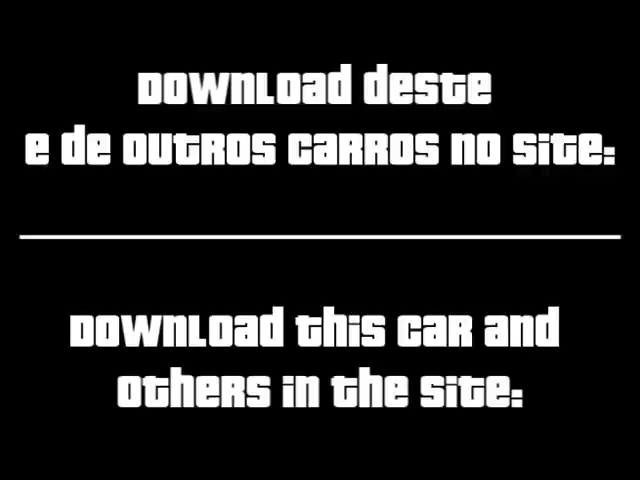 Download deste
e de outros carros no site:
Download this car and
others in the site: